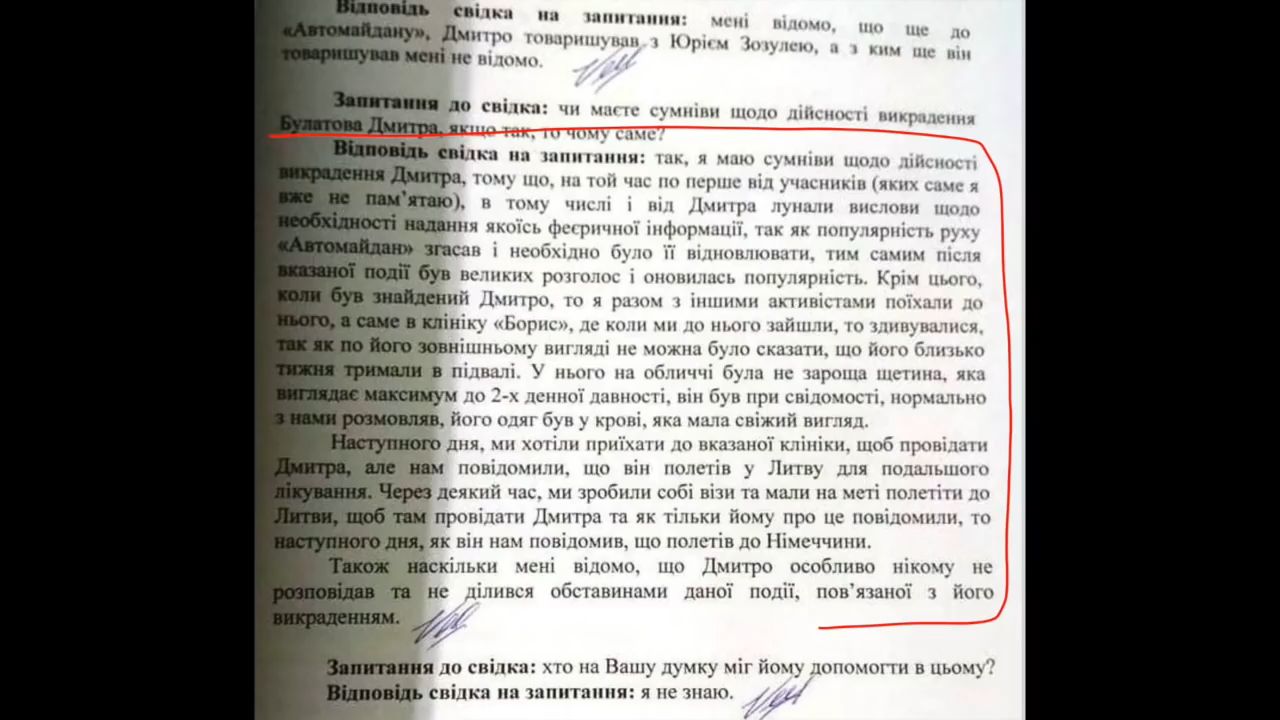 Відповідь свідка на запитання: мені відомо, що ще до
«Автомайдану», Дмитро товаришував з Юрієм Зозулею, а з ким ще він
товаришував мені не відомо.
Запитання до свідка: чи маєте сумніви щодо дійсності викрадення
Булатова Дмитра, якщо так, то чому саме?
Відповідь свідка на запитання: так, я маю сумніви щодо дійсності
викрадення Дмитра, тому що, на той час по перше від учасників (яких саме я
вже не пам’ятаю), в тому числі і від Дмитра лунали вислови щодо
необхідності надання якоїсь феєричної інформації, так як популярність руху
«Автомайдан» згасав і необхідно було її відновлювати, тим самим після
вказаної події був великих розголос і оновилась популярність. Крім цього,
коли був знайдений Дмитро, то я разом з іншими активістами поїхали до
нього, а саме в клініку «Борис», де коли ми до нього зайшли, то здивувалися,
так як по його зовнішньому вигляді не можна було сказати, що його близько
тижня тримали в підвалі. У нього на обличчі була не зароща щетина, яка
виглядає максимум до 2-х денної давності, він був при свідомості, нормально
з нами розмовляв, його одяг був у крові, яка мала свіжий вигляд.
Наступного дня, ми хотіли приїхати до вказаної клініки, щоб провідати
Дмитра, але нам повідомили, що він полетів у Литву для подальшого
лікування. Через деякий час, ми зробили собі візи та мали на меті полетіти до
Литви, щоб там провідати Дмитра та як тільки йому про це повідомили, то
наступного дня, як він нам повідомив, що полетів до Німеччини.
Також наскільки мені відомо, що Дмитро особливо нікому не
розповідав та не ділився обставинами даної події, пов’язаної з його
викраденням.
Запитання до свідка: хто на Вашу думку міг йому допомогти в цьому?
Відповідь свідка на запитання: я не знаю.